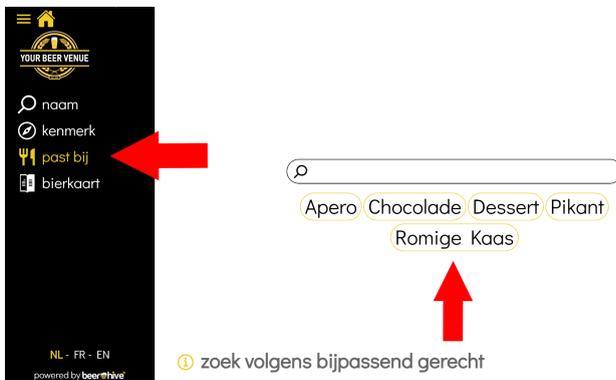 YOUR BEER VENUE
naam
kenmerk
past bij
bierkaart
NL - FR - EN
powered by beerhive
Apero Chocolade Dessert Pikant
Romige Kaas
zoek volgens bijpassend gerecht